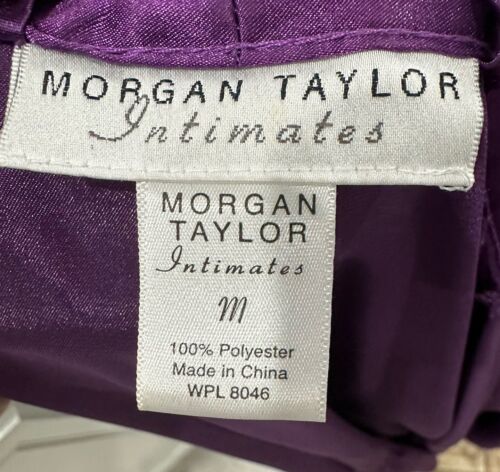 MORGAN TAYLOR
Intimates
MORGAN
TAYLOR
Intimates
M
100% Polyester
Made in China
WPL 8046